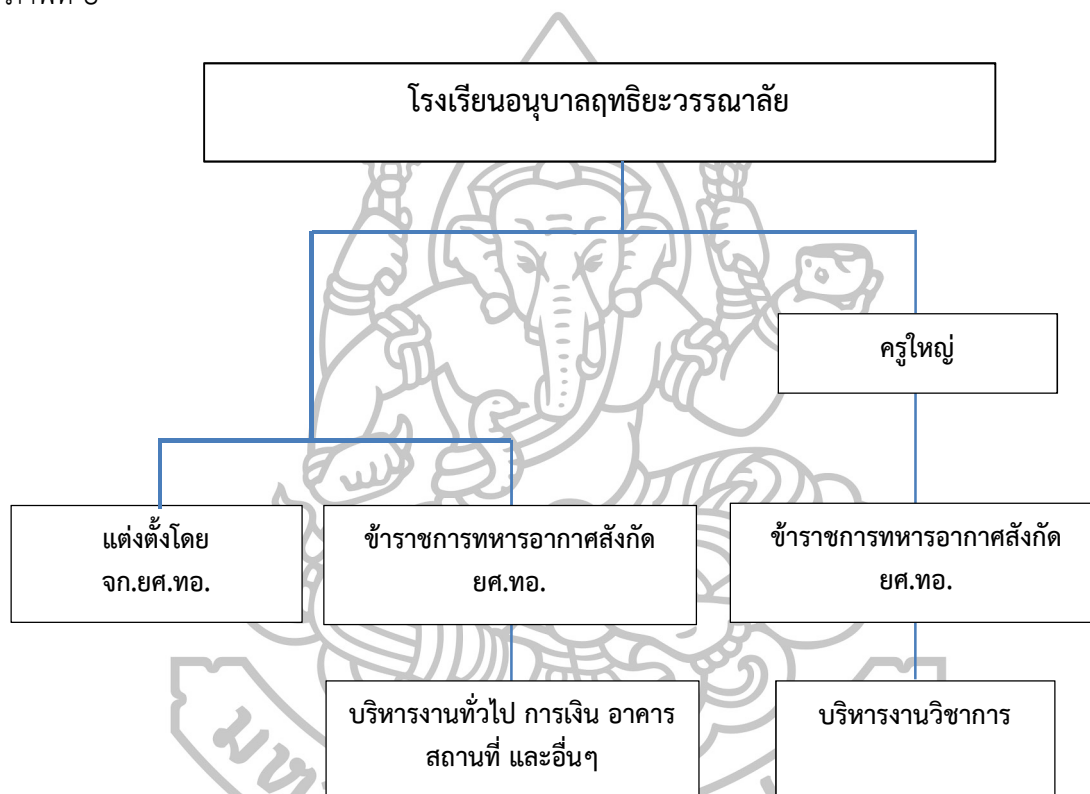 โรงเรียนอนุบาลฤทธิยะวรรณาลัย
ครูใหญ่
แต่งตั้งโดย
จก.ยศ.ทอ.
ข้าราชการทหารอากาศสังกัด
ยศ.ทอ.
ข้าราชการทหารอากาศสังกัด
ยศ.ทอ.
บริหารงานทั่วไป การเงิน อาคาร
สถานที่ และอื่นๆ
บริหารงานวิชาการ